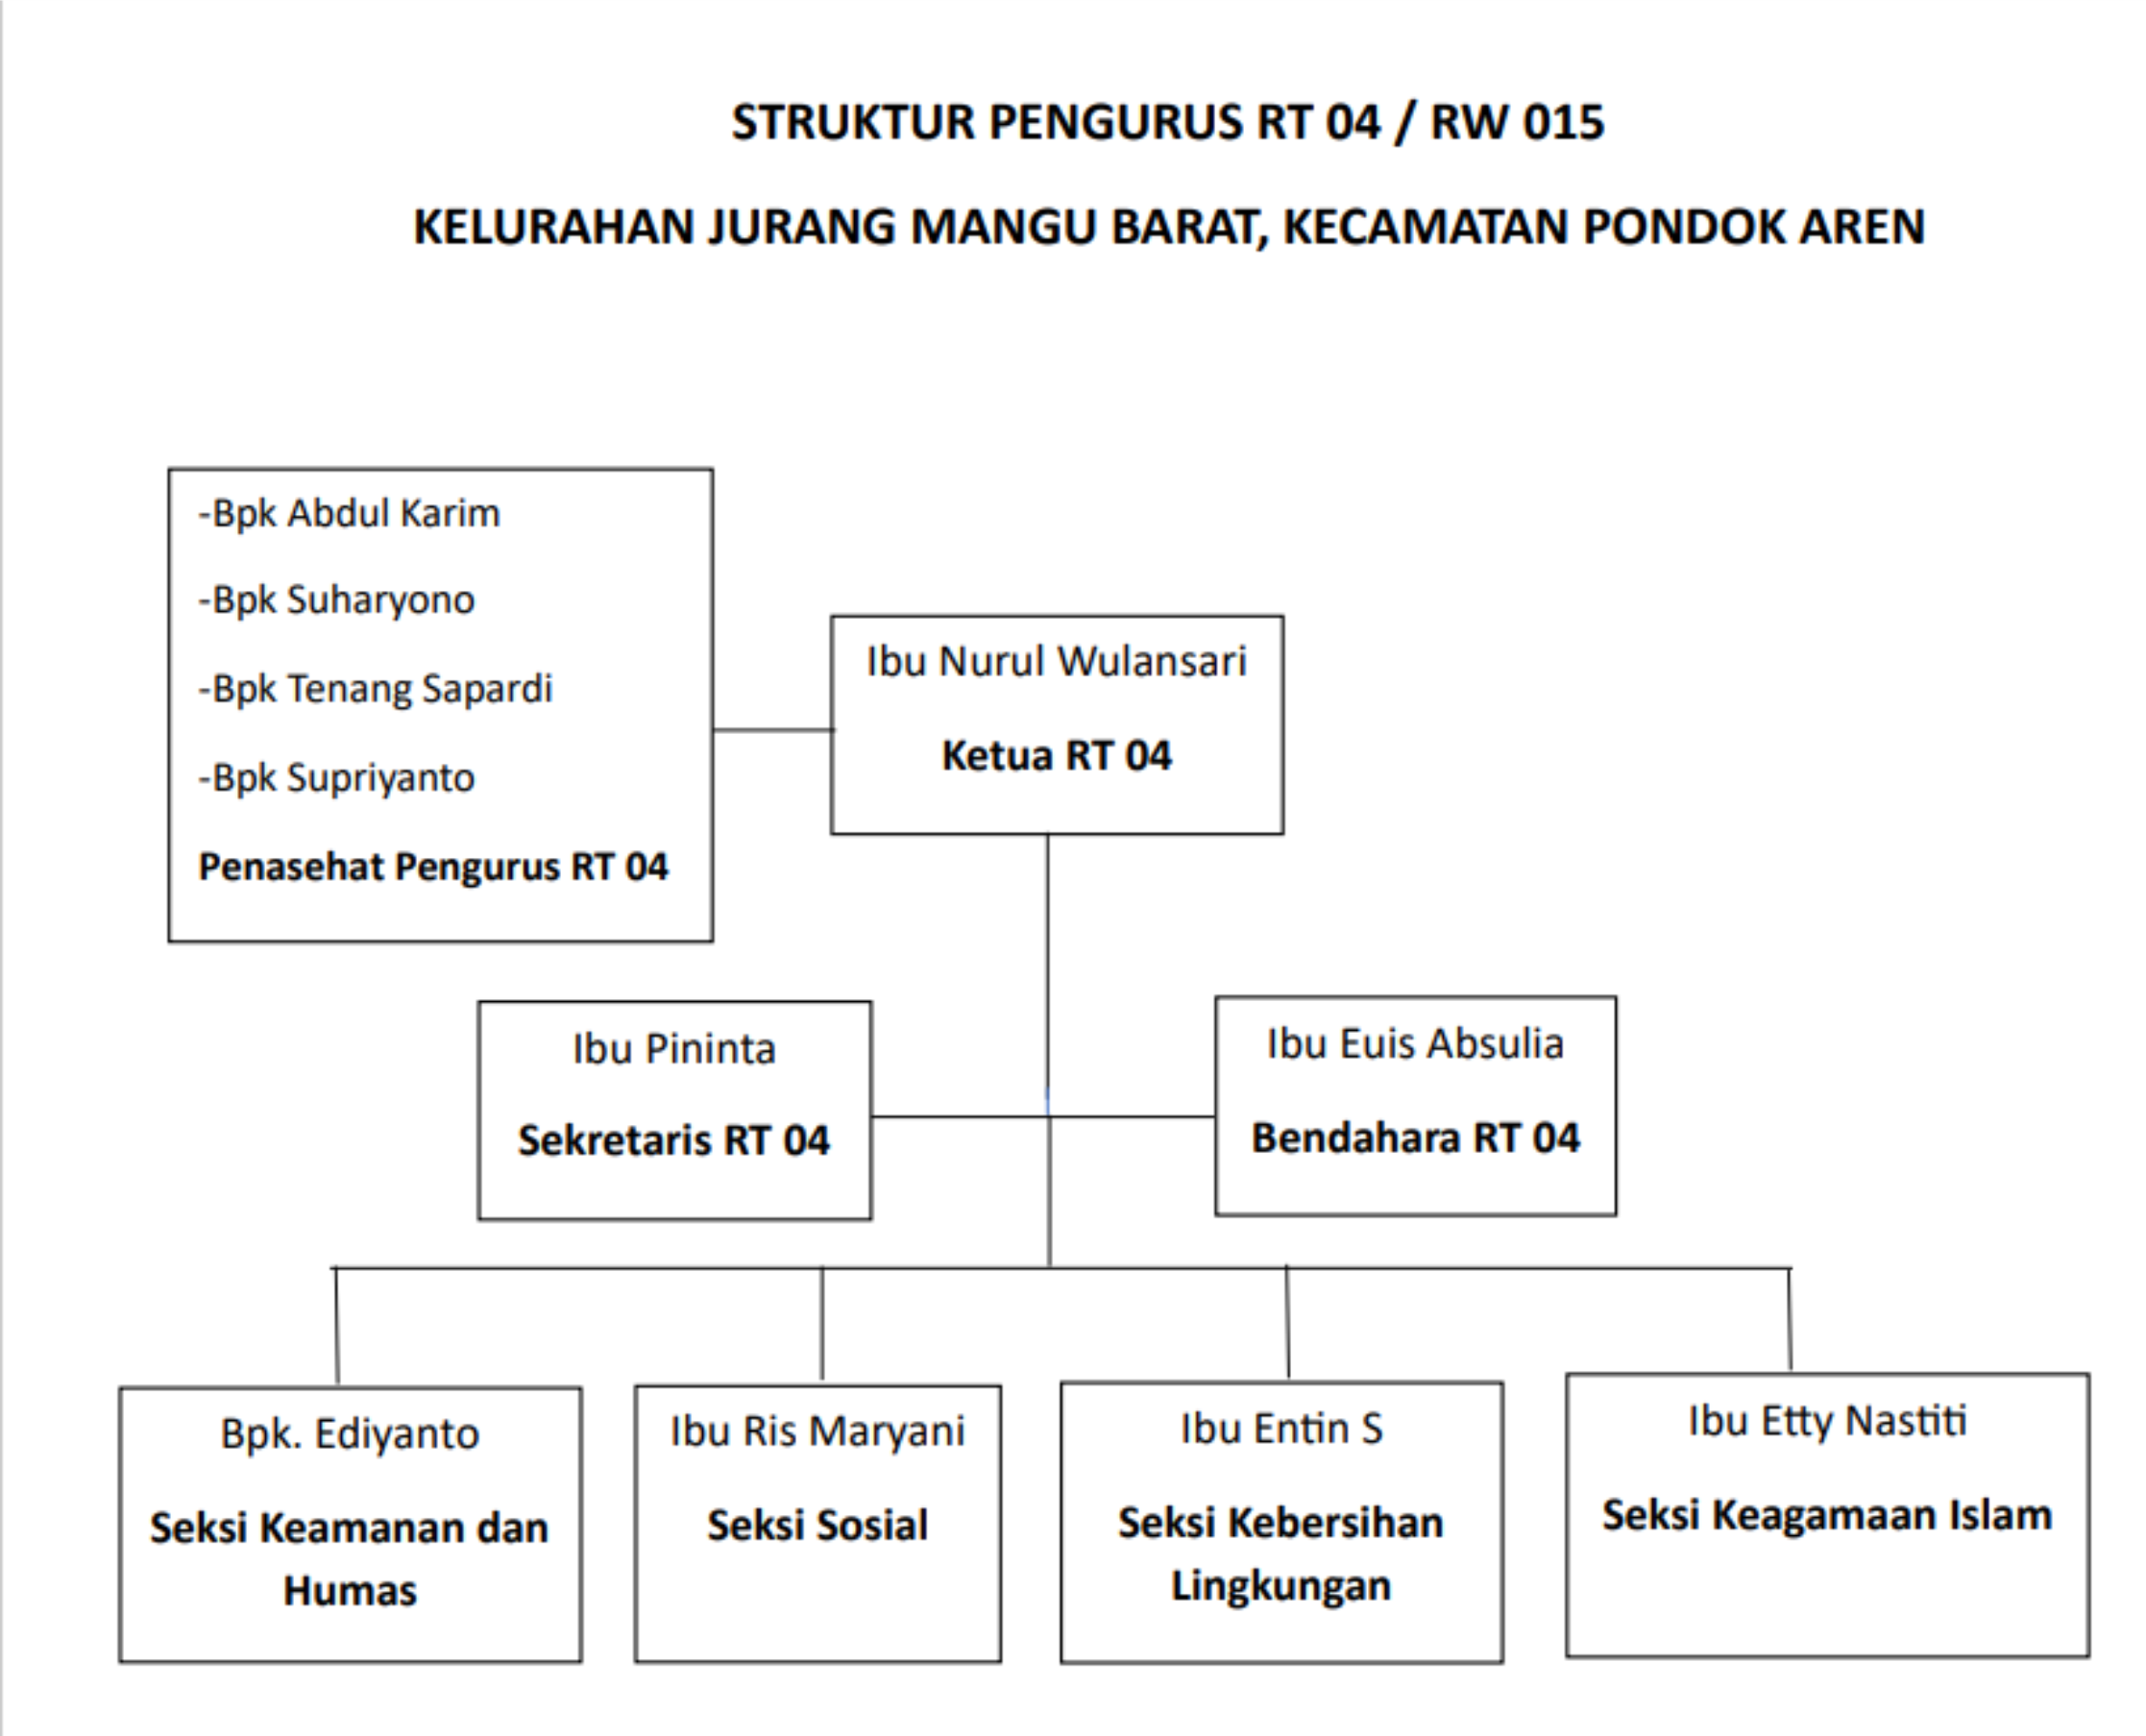 STRUKTUR PENGURUS RT 04 / RW 015
KELURAHAN JURANG MANGU BARAT, KECAMATAN PONDOK AREN
-Bpk Abdul Karim
-Bpk Suharyono
-Bpk Tenang Sapardi
-Bpk Supriyanto
Penasehat Pengurus RT 04
Ibu Nurul Wulansari
Ketua RT 04
Ibu Pininta
Sekretaris RT 04
Ibu Euis Absulia
Bendahara RT 04
Bpk. Ediyanto
Seksi Keamanan dan
Humas
Ibu Ris Maryani
Seksi Sosial
Ibu Entin S
Seksi Kebersihan
Lingkungan
Ibu Etty Nastiti
Seksi Keagamaan Islam